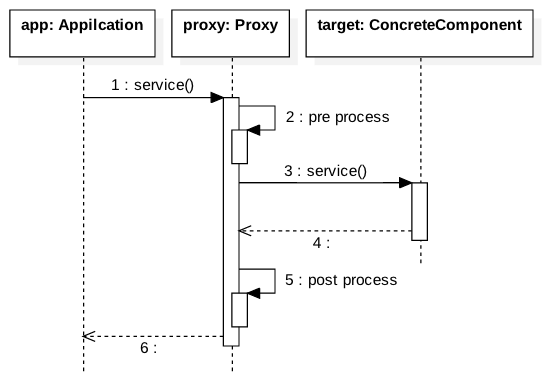 app: Appilcation
proxy: Proxy
target: ConcreteComponent
1 : service()
2 : pre process
3 : service()
4 :
5 : post process
6 :